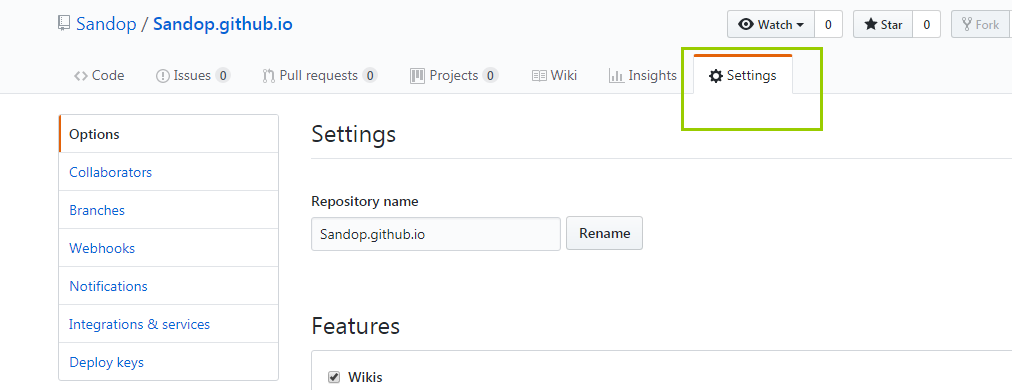 Sandop / Sandop.github.io
Watch 0 Star 0 Fork
Code Issues 0 Pull requests 0 Projects 0 Wiki Insights Settings
Options
Collaborators
Branches
Webhooks
Notifications
Integrations & services
Deploy keys
Settings
Repository name
Sandop.github.io Rename
Features
Wikis